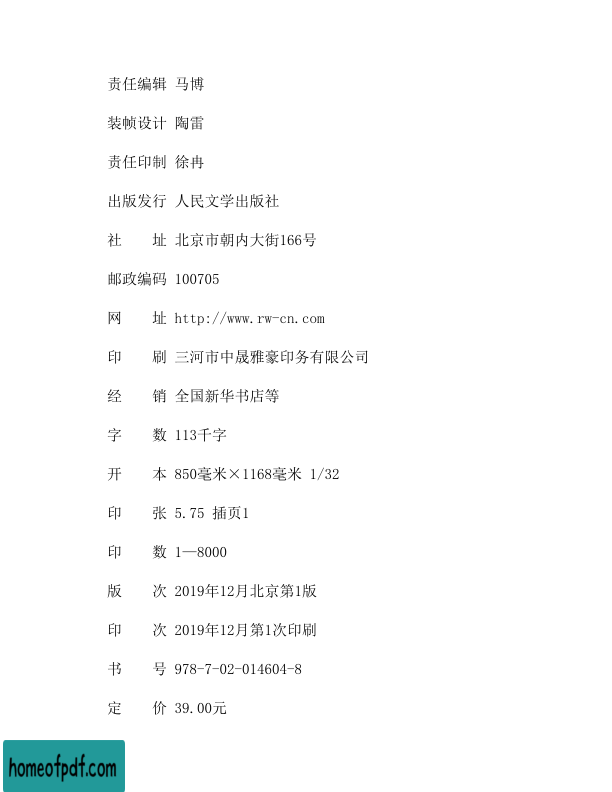 责任编辑 马博
装帧设计 陶雷
责任印制 徐冉
出版发行 人民文学出版社
社　　址 北京市朝内大街166号
邮政编码 100705
网　　址 http://www.rw-cn.com
印　　刷 三河市中晟雅豪印务有限公司
经　　销 全国新华书店等
字　　数 113千字
开　　本 850毫米×1168毫米 1/32
印　　张 5.75 插页1
印　　数 1—8000
版　　次 2019年12月北京第1版
印　　次 2019年12月第1次印刷
书　　号 978-7-02-014604-8
定　　价 39.00元
homeofpdf.com